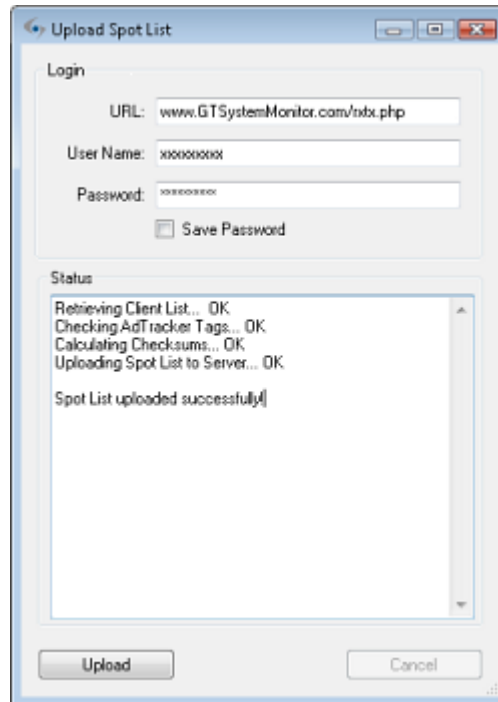 Upload Spot List
Login
URL: www.GTSystemMonitor.com/rxtx.php
User Name: xxxxxxxxxx
Password: xxxxxxxxxx
Save Password
Status
Retrieving Client List... OK
Checking AdTracker Tags... OK
Calculating Checksums... OK
Uploading Spot List to Server... OK
Spot List uploaded successfully!
Upload
Cancel